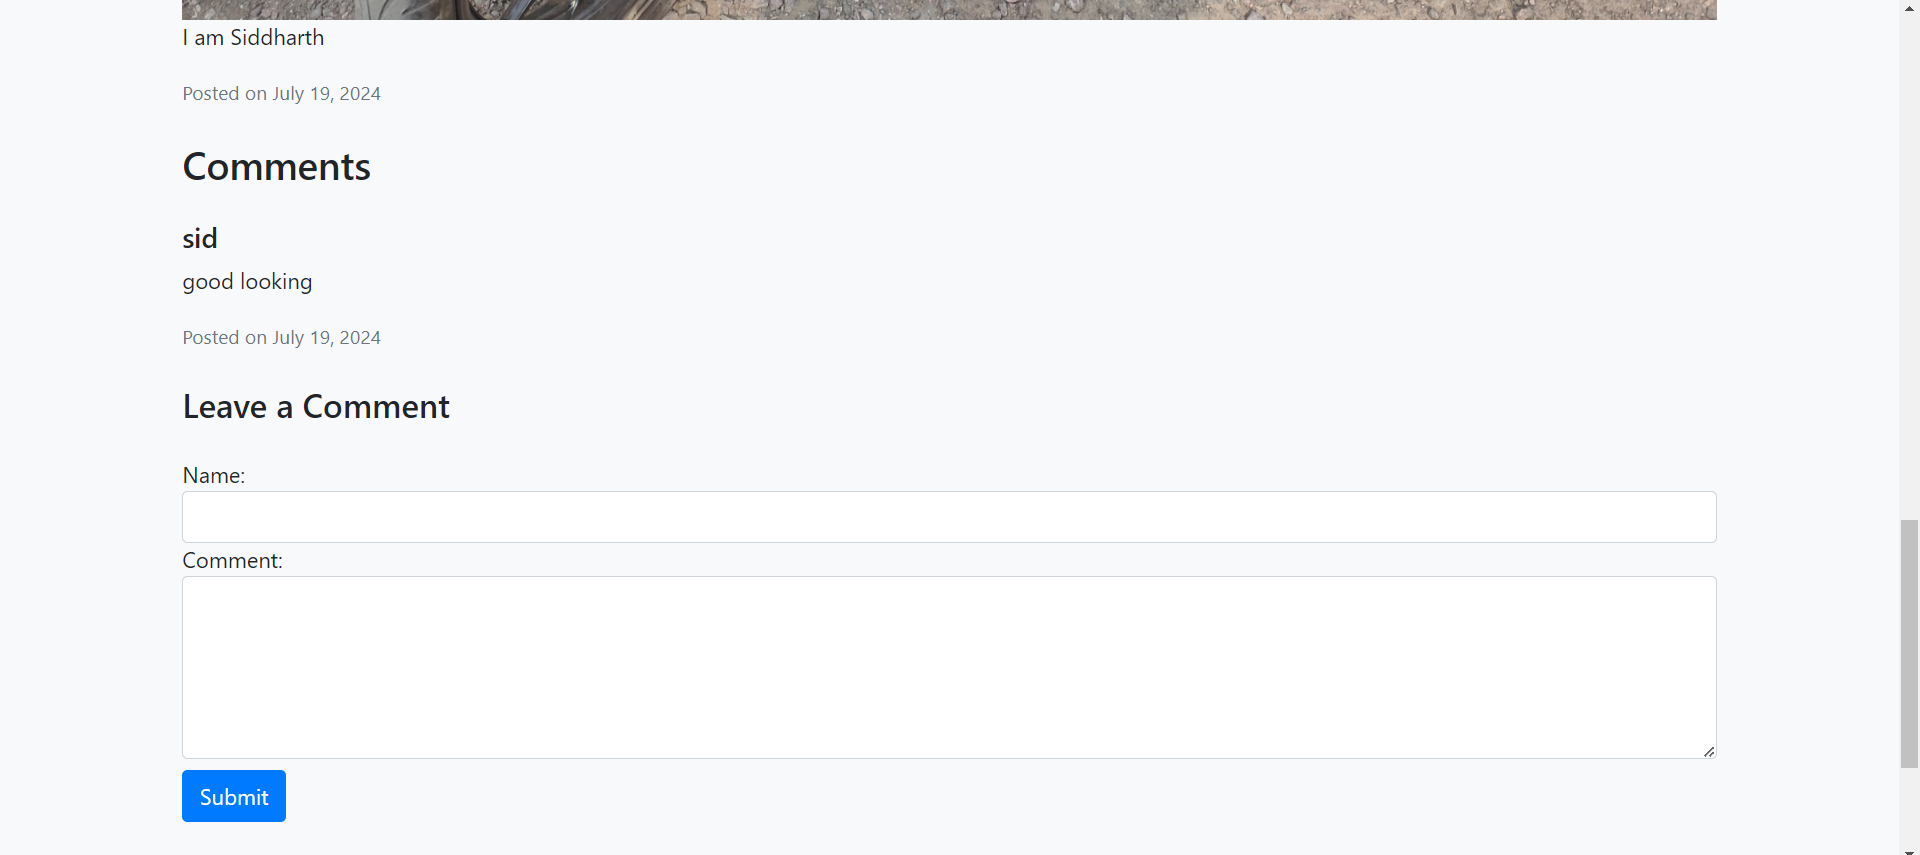 I am Siddharth
Posted on July 19, 2024
Comments
sid
good looking
Posted on July 19, 2024
Leave a Comment
Name:
Comment:
Submit